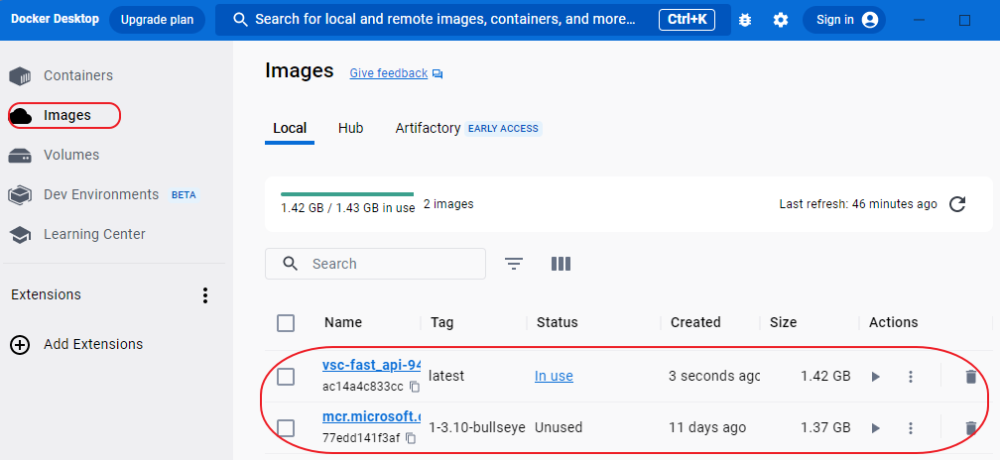 Docker Desktop Upgrade plan Search for local and remote images, containers, and more... Ctrl+K Sign in
Containers
Images
Volumes
Dev Environments BETA
Learning Center
Extensions
Add Extensions
Images Give feedback
Local Hub Artifactory EARLY ACCESS
1.42 GB / 1.43 GB in use 2 images Last refresh: 46 minutes ago
Search
Name Tag Status Created Size Actions
vsc-fast_api-94
ac14a4c833cc latest In use 3 seconds ago 1.42 GB
mcr.microsoft.c
77edd141f3af 1-3.10-bullseye Unused 11 days ago 1.37 GB